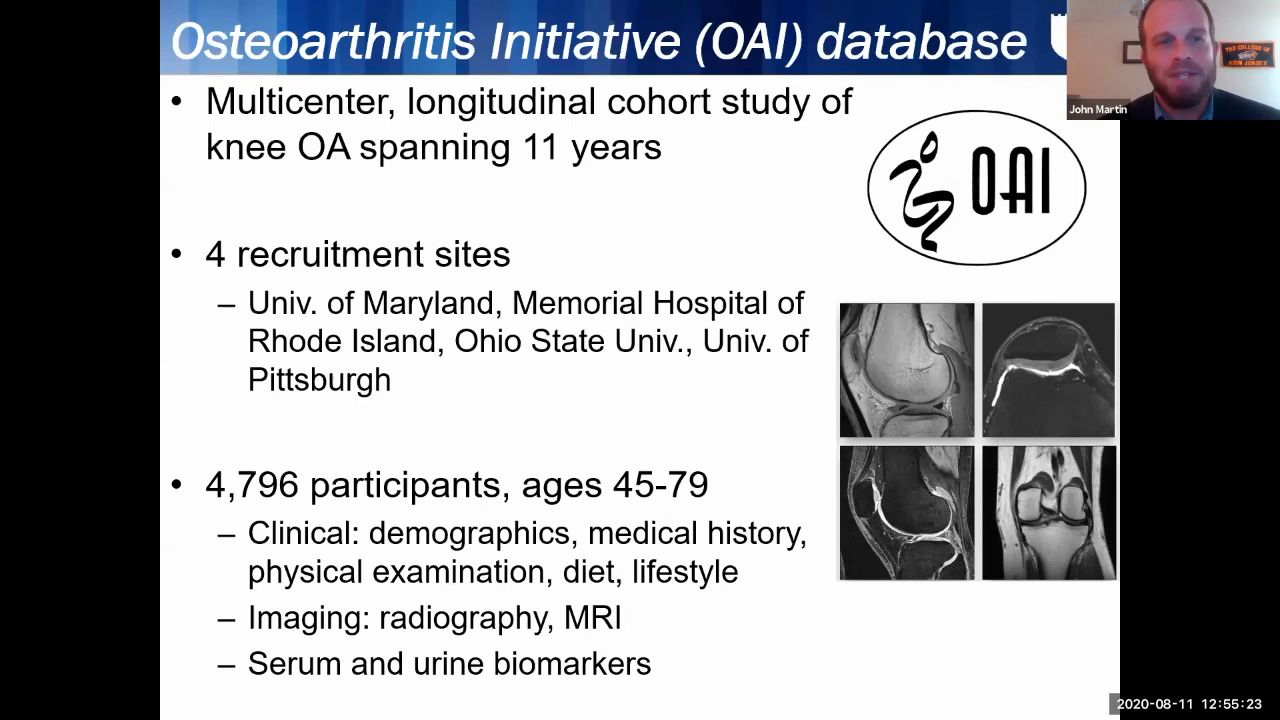 Osteoarthritis Initiative (OAI) database
John Martin
• Multicenter, longitudinal cohort study of
knee OA spanning 11 years
OAI
• 4 recruitment sites
– Univ. of Maryland, Memorial Hospital of
Rhode Island, Ohio State Univ., Univ. of
Pittsburgh
• 4,796 participants, ages 45-79
– Clinical: demographics, medical history,
physical examination, diet, lifestyle
– Imaging: radiography, MRI
– Serum and urine biomarkers
2020-08-11 12:55:23